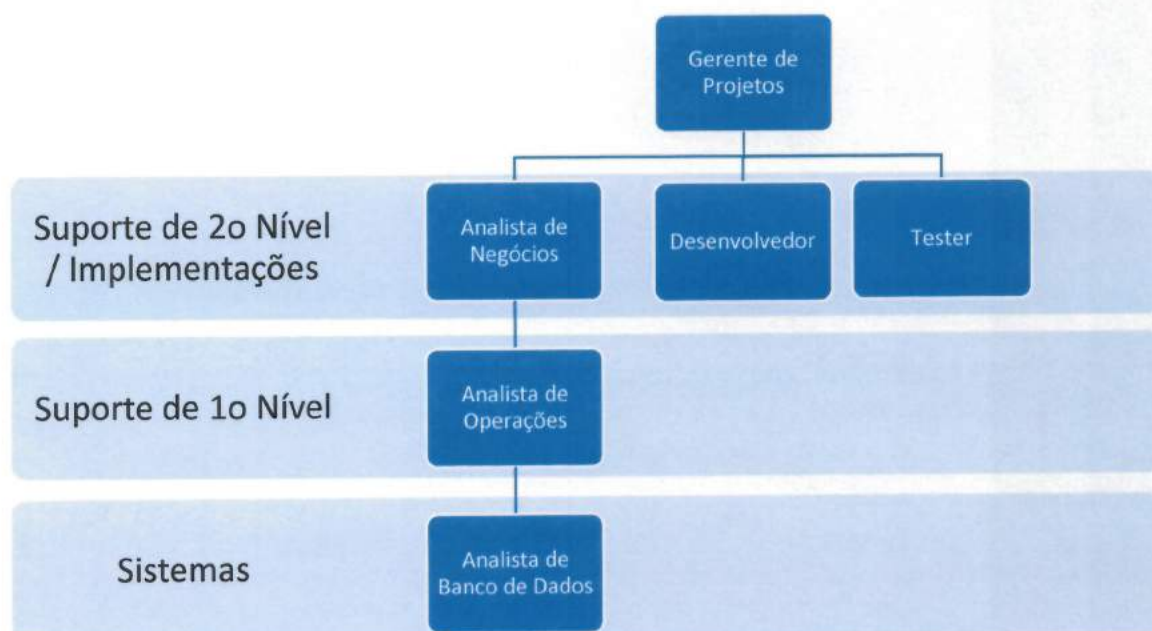 Gerente de
Projetos
Suporte de 2o Nível
/ Implementações
Analista de
Negócios
Desenvolvedor
Tester
Suporte de 1o Nível
Analista de
Operações
Sistemas
Analista de
Banco de Dados